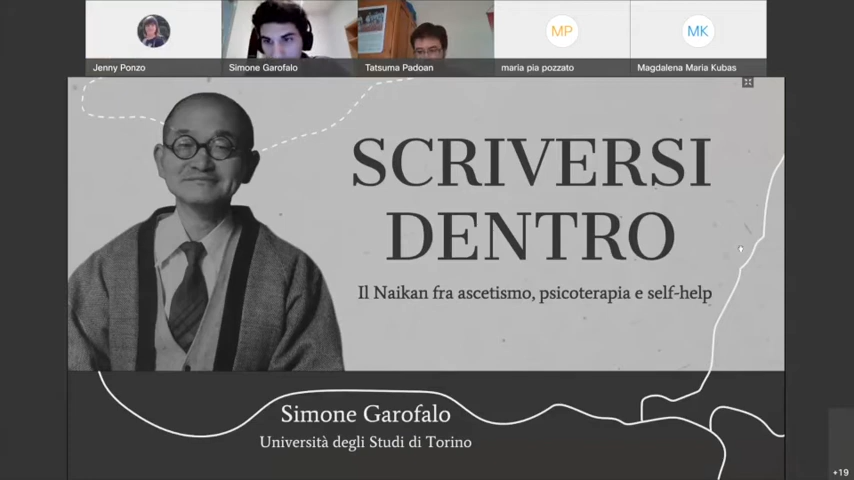 MP
MK
Jenny Ponzo
Simone Garofalo
Tatsuma Padoan
maria pia pozzato
Magdalena Maria Kubas
SCRIVERSI
DENTRO
Il Naikan fra ascetismo, psicoterapia e self-help
Simone Garofalo
Università degli Studi di Torino
+19